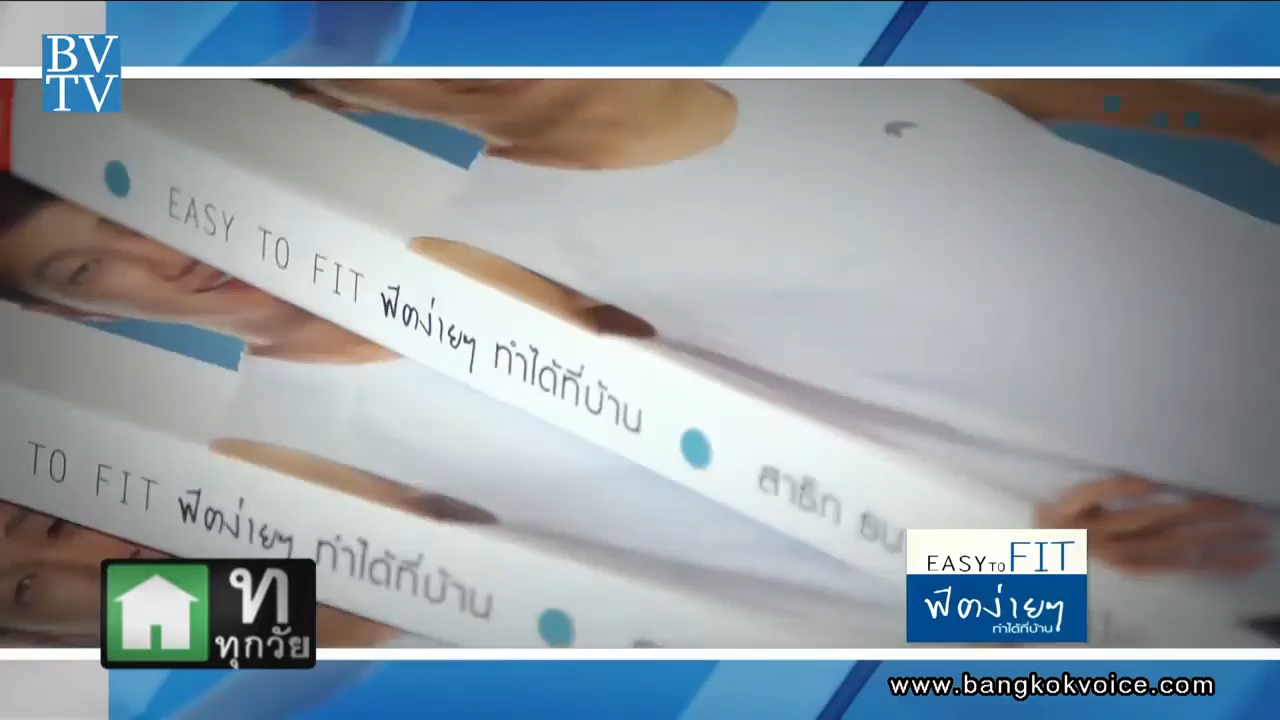 BV
TV
EASY TO FIT ฟิตง่ายๆ ทำได้ที่บ้าน
สาธิก ธน
TO FIT ฟิตง่ายๆ ทำได้ที่บ้าน
ท
ทุกวัย
EASY TO FIT
ฟิตง่ายๆ
ทำได้ที่บ้าน
www.bangkokvoice.com